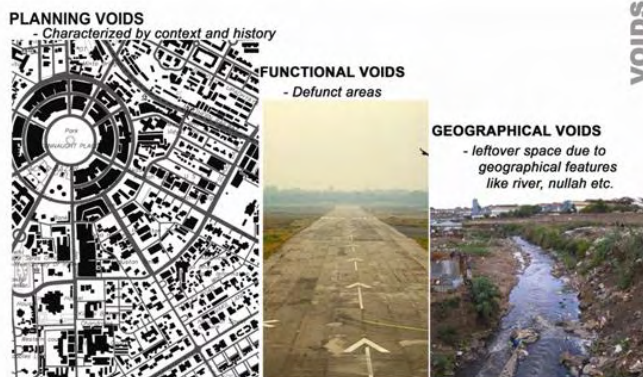 PLANNING VOIDS
- Characterized by context and history
FUNCTIONAL VOIDS
- Defunct areas
GEOGRAPHICAL VOIDS
- leftover space due to
geographical features
like river, nullah etc.
VOIDS
Park